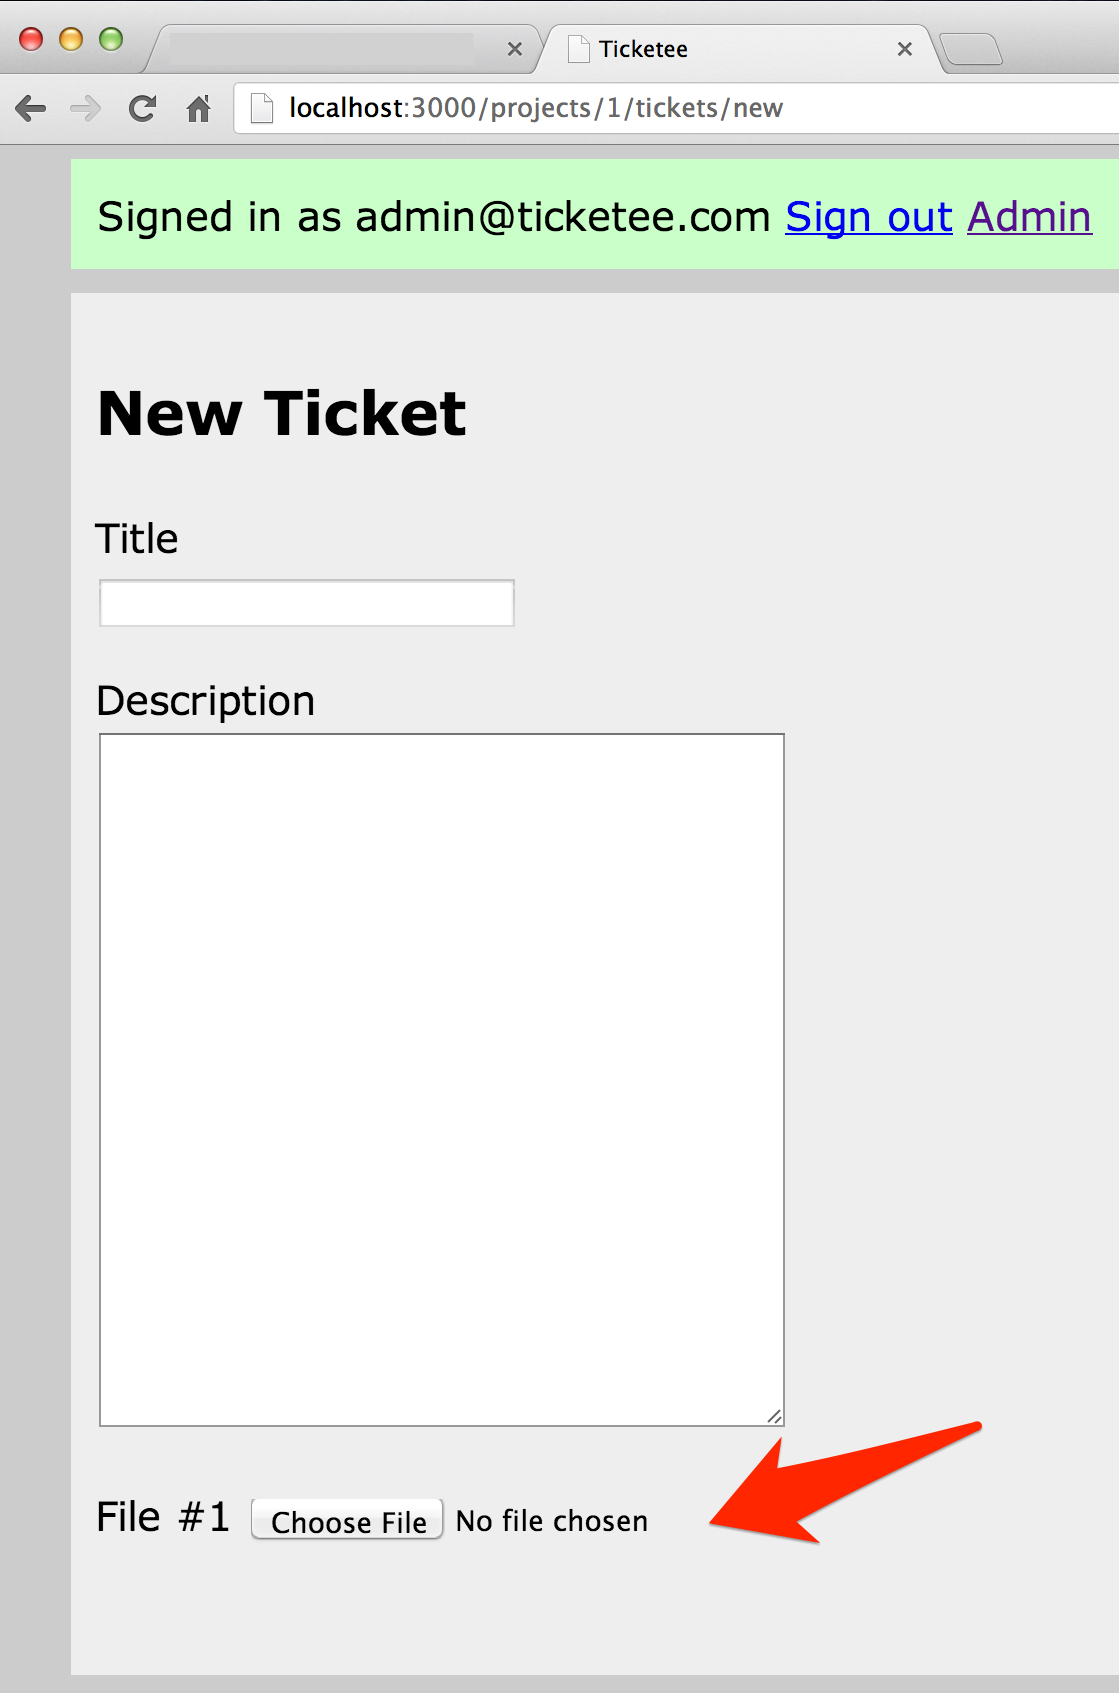 Ticketee
localhost:3000/projects/1/tickets/new
Signed in as admin@ticketee.com Sign out Admin
New Ticket
Title
Description
File #1 Choose File No file chosen